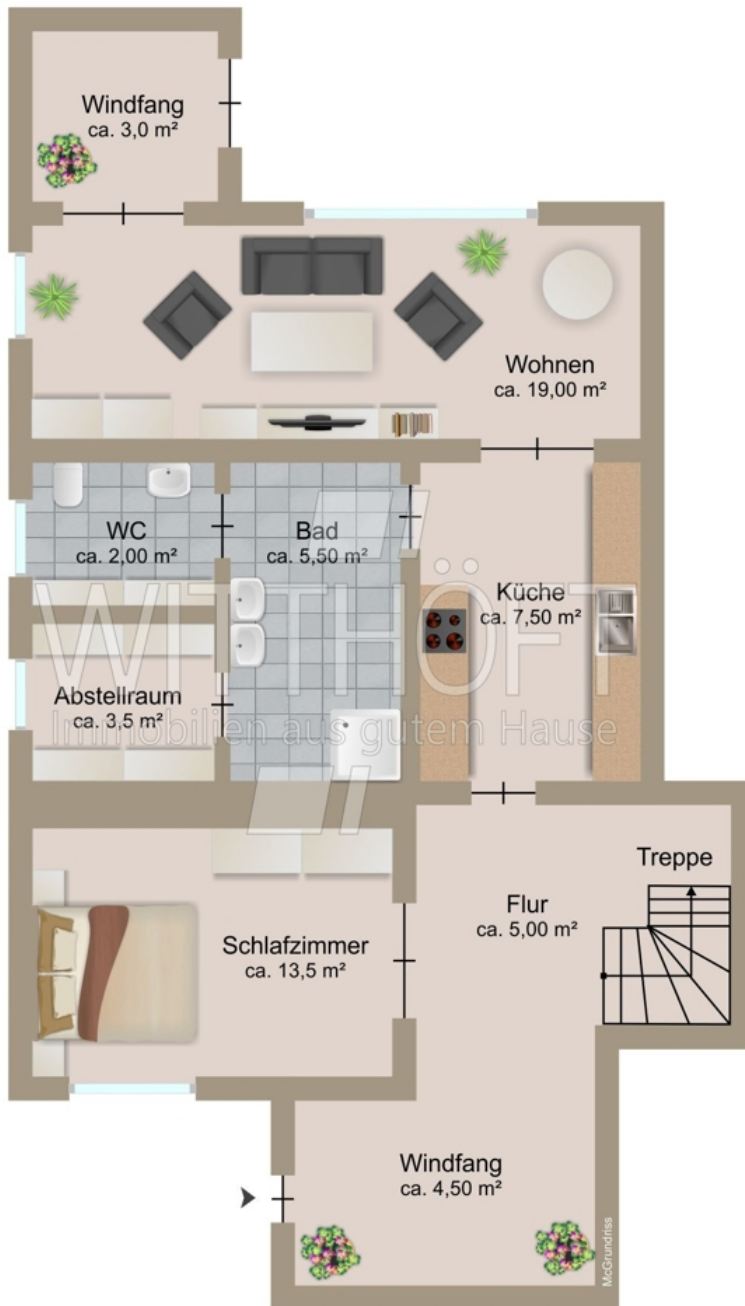 Windfang
ca. 3,0 m²
Wohnen
ca. 19,00 m²
WC
ca. 2,00 m²
Bad
ca. 5,50 m²
Küche
ca. 7,50 m²
WITTHÖFT
Immobilien aus gutem Hause
Abstellraum
ca. 3,5 m²
Treppe
Flur
ca. 5,00 m²
Schlafzimmer
ca. 13,5 m²
Windfang
ca. 4,50 m²
McGrundriss